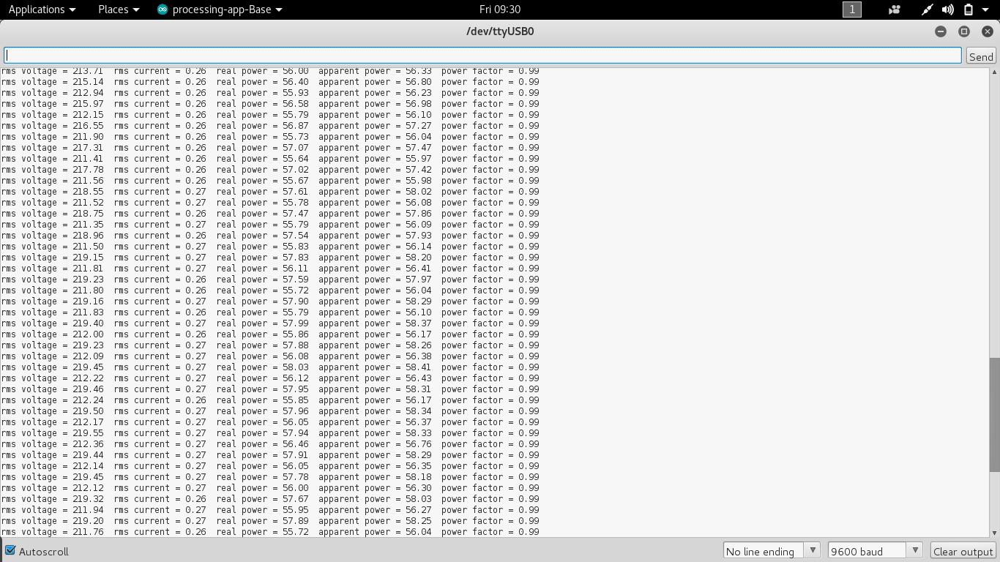 Applications Places processing-app-Base Fri 09:30 1
/dev/ttyUSB0
Send
rms voltage = 213.71  rms current = 0.26  real power = 56.00  apparent power = 56.33  power factor = 0.99
rms voltage = 215.14  rms current = 0.26  real power = 56.40  apparent power = 56.80  power factor = 0.99
rms voltage = 212.94  rms current = 0.26  real power = 55.93  apparent power = 56.23  power factor = 0.99
rms voltage = 215.97  rms current = 0.26  real power = 56.58  apparent power = 56.98  power factor = 0.99
rms voltage = 212.15  rms current = 0.26  real power = 55.79  apparent power = 56.10  power factor = 0.99
rms voltage = 216.55  rms current = 0.26  real power = 56.87  apparent power = 57.27  power factor = 0.99
rms voltage = 211.90  rms current = 0.26  real power = 55.73  apparent power = 56.04  power factor = 0.99
rms voltage = 217.31  rms current = 0.26  real power = 57.07  apparent power = 57.47  power factor = 0.99
rms voltage = 211.41  rms current = 0.26  real power = 55.64  apparent power = 55.97  power factor = 0.99
rms voltage = 217.78  rms current = 0.26  real power = 57.02  apparent power = 57.42  power factor = 0.99
rms voltage = 211.56  rms current = 0.26  real power = 55.67  apparent power = 55.98  power factor = 0.99
rms voltage = 218.55  rms current = 0.27  real power = 57.61  apparent power = 58.02  power factor = 0.99
rms voltage = 211.52  rms current = 0.26  real power = 55.78  apparent power = 56.08  power factor = 0.99
rms voltage = 218.75  rms current = 0.26  real power = 57.47  apparent power = 57.86  power factor = 0.99
rms voltage = 211.35  rms current = 0.27  real power = 55.79  apparent power = 56.09  power factor = 0.99
rms voltage = 218.96  rms current = 0.26  real power = 57.54  apparent power = 57.93  power factor = 0.99
rms voltage = 211.50  rms current = 0.27  real power = 55.83  apparent power = 56.14  power factor = 0.99
rms voltage = 219.15  rms current = 0.27  real power = 57.83  apparent power = 58.20  power factor = 0.99
rms voltage = 211.81  rms current = 0.27  real power = 56.11  apparent power = 56.41  power factor = 0.99
rms voltage = 219.23  rms current = 0.26  real power = 57.59  apparent power = 57.97  power factor = 0.99
rms voltage = 211.80  rms current = 0.26  real power = 55.72  apparent power = 56.04  power factor = 0.99
rms voltage = 219.16  rms current = 0.27  real power = 57.90  apparent power = 58.29  power factor = 0.99
rms voltage = 211.83  rms current = 0.26  real power = 55.79  apparent power = 56.10  power factor = 0.99
rms voltage = 219.40  rms current = 0.27  real power = 57.99  apparent power = 58.37  power factor = 0.99
rms voltage = 212.00  rms current = 0.26  real power = 55.86  apparent power = 56.17  power factor = 0.99
rms voltage = 219.23  rms current = 0.27  real power = 57.88  apparent power = 58.26  power factor = 0.99
rms voltage = 212.09  rms current = 0.27  real power = 56.08  apparent power = 56.38  power factor = 0.99
rms voltage = 219.45  rms current = 0.27  real power = 58.03  apparent power = 58.41  power factor = 0.99
rms voltage = 212.22  rms current = 0.27  real power = 56.12  apparent power = 56.43  power factor = 0.99
rms voltage = 219.46  rms current = 0.27  real power = 57.95  apparent power = 58.31  power factor = 0.99
rms voltage = 212.24  rms current = 0.26  real power = 55.85  apparent power = 56.17  power factor = 0.99
rms voltage = 219.50  rms current = 0.27  real power = 57.96  apparent power = 58.34  power factor = 0.99
rms voltage = 212.17  rms current = 0.27  real power = 56.05  apparent power = 56.37  power factor = 0.99
rms voltage = 219.55  rms current = 0.27  real power = 57.94  apparent power = 58.33  power factor = 0.99
rms voltage = 212.36  rms current = 0.27  real power = 56.46  apparent power = 56.76  power factor = 0.99
rms voltage = 219.44  rms current = 0.27  real power = 57.91  apparent power = 58.29  power factor = 0.99
rms voltage = 212.14  rms current = 0.27  real power = 56.05  apparent power = 56.35  power factor = 0.99
rms voltage = 219.45  rms current = 0.27  real power = 57.78  apparent power = 58.18  power factor = 0.99
rms voltage = 212.12  rms current = 0.27  real power = 56.00  apparent power = 56.30  power factor = 0.99
rms voltage = 219.32  rms current = 0.26  real power = 57.67  apparent power = 58.03  power factor = 0.99
rms voltage = 211.94  rms current = 0.27  real power = 55.95  apparent power = 56.27  power factor = 0.99
rms voltage = 219.20  rms current = 0.27  real power = 57.89  apparent power = 58.25  power factor = 0.99
rms voltage = 211.76  rms current = 0.26  real power = 55.72  apparent power = 56.04  power factor = 0.99
Autoscroll No line ending 9600 baud Clear output